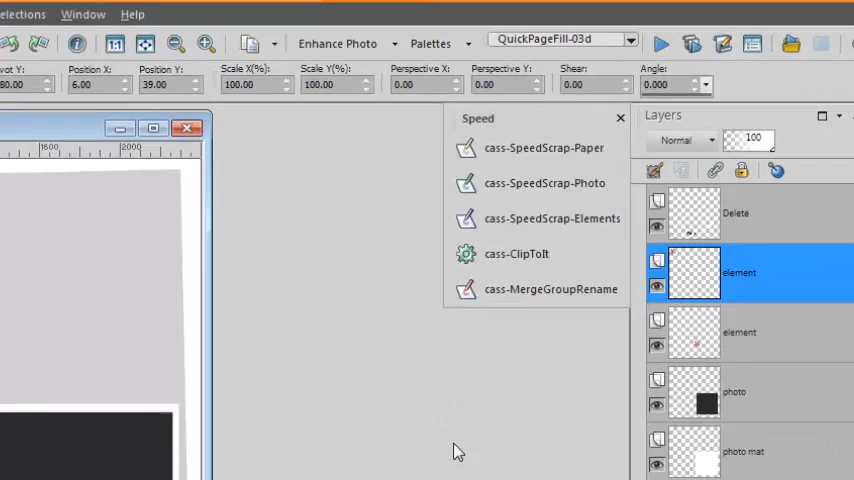 elections Window Help
Enhance Photo Palettes QuickPageFill-03d
vot Y: Position X: Position Y: Scale X(%): Scale Y(%): Perspective X: Perspective Y: Shear: Angle:
80.00 6.00 39.00 100.00 100.00 0.00 0.00 0.00 0.000
Speed
Layers
Normal 100
1600 2000
cass-SpeedScrap-Paper
cass-SpeedScrap-Photo
cass-SpeedScrap-Elements
cass-ClipToIt
cass-MergeGroupRename
Delete
element
element
photo
photo mat